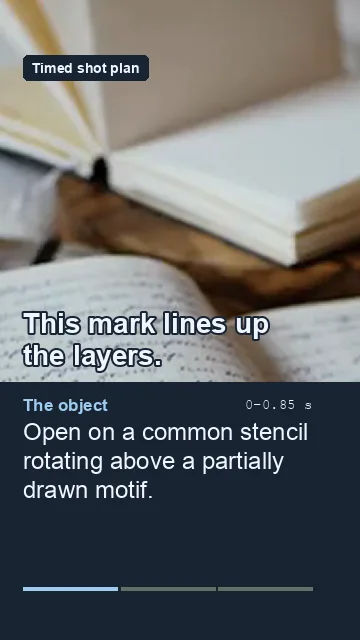 Timed shot plan
This mark lines up
the layers.
The object
0–0.85 s
Open on a common stencil
rotating above a partially
drawn motif.